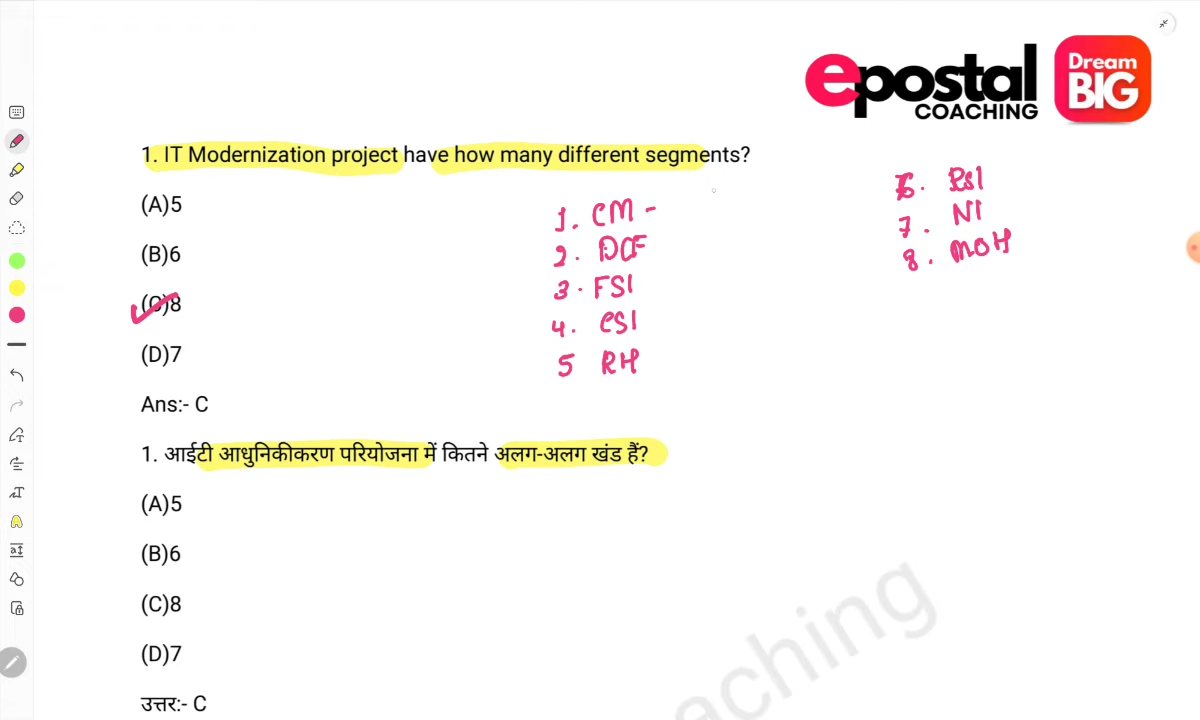 epostal
COACHING
Dream
BIG
1. IT Modernization project have how many different segments?
(A)5
(B)6
(C)8
(D)7
Ans:- C
1. CM -
2. DCF
3. FSI
4. CSI
5 RH
6. RSI
7. NI
8. MOH
1. आईटी आधुनिकीकरण परियोजना में कितने अलग-अलग खंड हैं?
(A)5
(B)6
(C)8
(D)7
उत्तर:- C